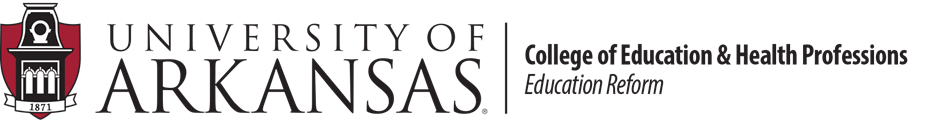 1871
UNIVERSITY OF
ARKANSAS®
College of Education & Health Professions
Education Reform